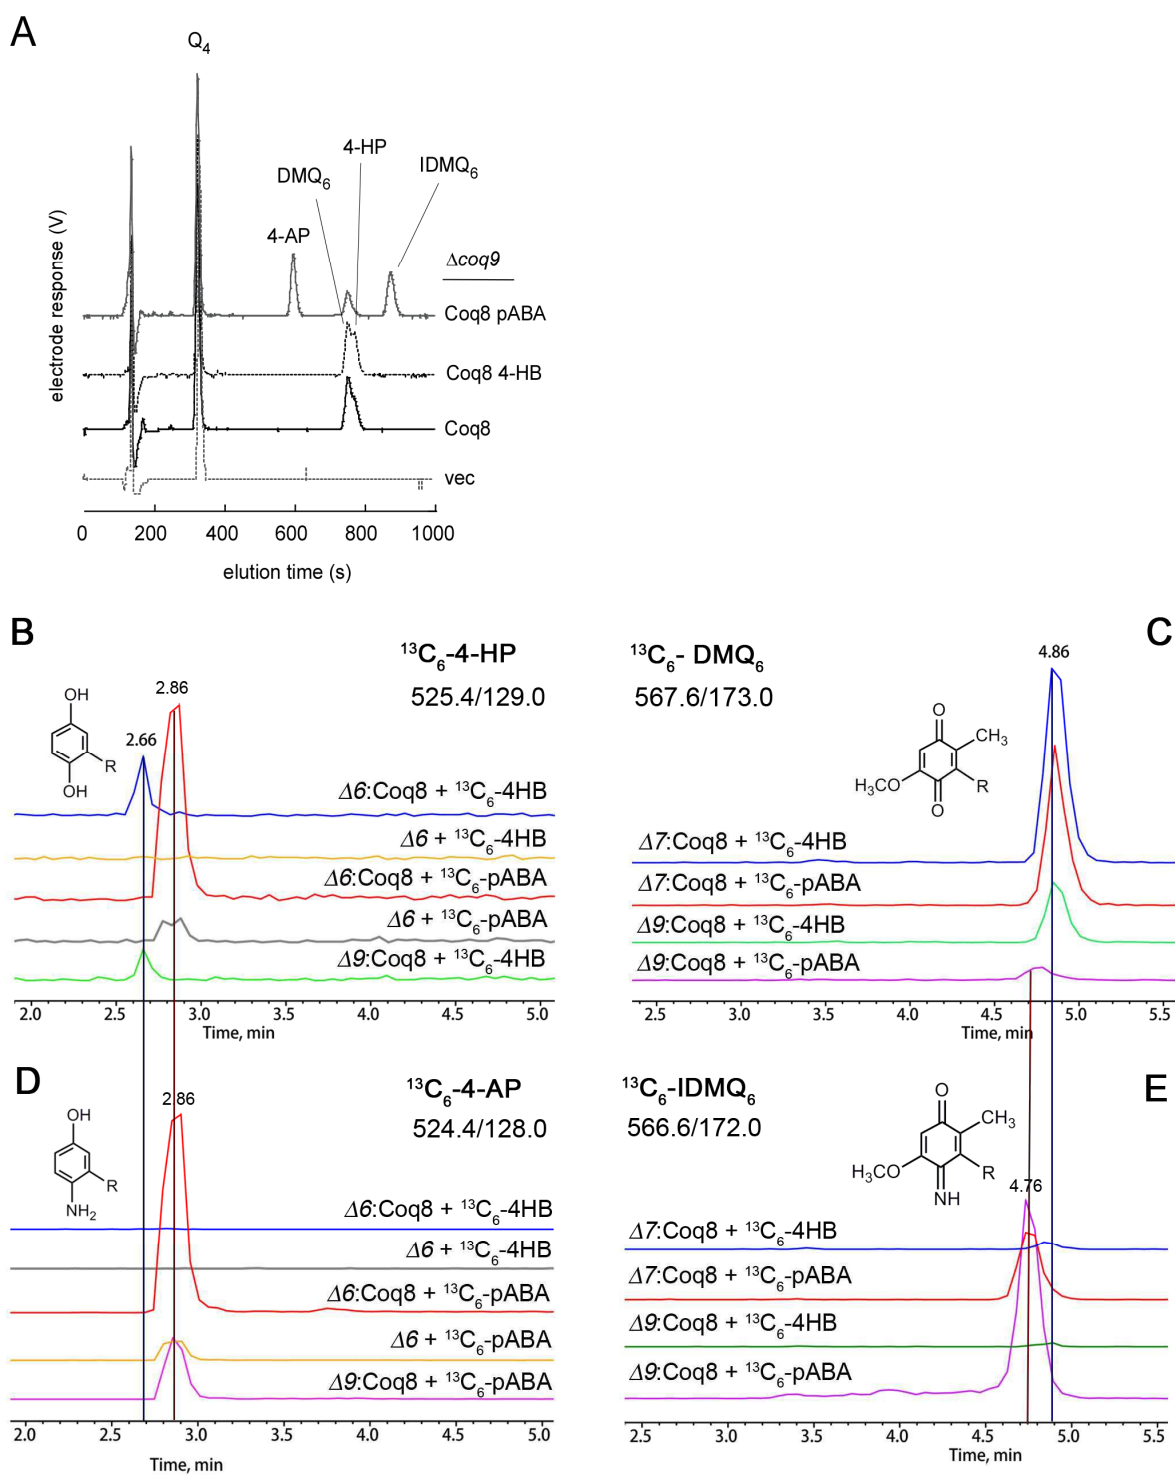 A
Q4
4-HP
DMQ6
IDMQ6
4-AP
Δcoq9
Coq8 pABA
Coq8 4-HB
Coq8
vec
electrode response (V)
0 200 400 600 800 1000
elution time (s)
B
13C6-4-HP
525.4/129.0
2.86
2.66
OH
R
OH
Δ6:Coq8 + 13C6-4HB
Δ6 + 13C6-4HB
Δ6:Coq8 + 13C6-pABA
Δ6 + 13C6-pABA
Δ9:Coq8 + 13C6-4HB
2.0 2.5 3.0 3.5 4.0 4.5 5.0
Time, min
C
13C6- DMQ6
567.6/173.0
4.86
O
CH3
H3CO
R
O
Δ7:Coq8 + 13C6-4HB
Δ7:Coq8 + 13C6-pABA
Δ9:Coq8 + 13C6-4HB
Δ9:Coq8 + 13C6-pABA
2.5 3.0 3.5 4.0 4.5 5.0 5.5
Time, min
D
13C6-4-AP
524.4/128.0
2.86
OH
R
NH2
Δ6:Coq8 + 13C6-4HB
Δ6 + 13C6-4HB
Δ6:Coq8 + 13C6-pABA
Δ6 + 13C6-pABA
Δ9:Coq8 + 13C6-pABA
2.0 2.5 3.0 3.5 4.0 4.5 5.0
Time, min
E
13C6-IDMQ6
566.6/172.0
O
CH3
H3CO
R
NH
4.76
Δ7:Coq8 + 13C6-4HB
Δ7:Coq8 + 13C6-pABA
Δ9:Coq8 + 13C6-4HB
Δ9:Coq8 + 13C6-pABA
2.5 3.0 3.5 4.0 4.5 5.0 5.5
Time, min